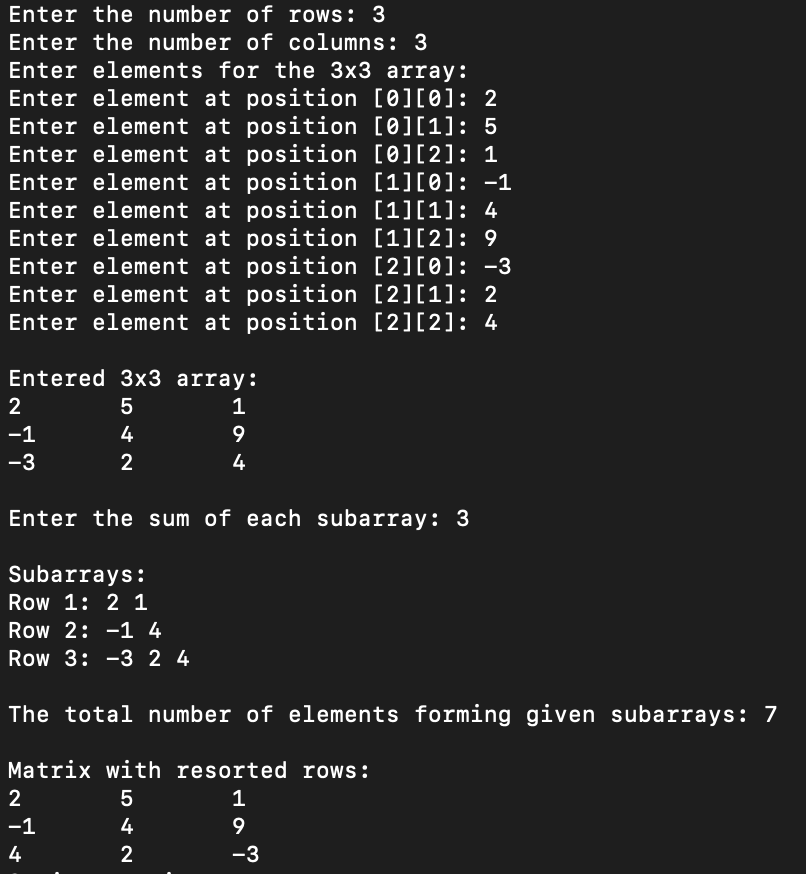 Enter the number of rows: 3
Enter the number of columns: 3
Enter elements for the 3x3 array:
Enter element at position [0][0]: 2
Enter element at position [0][1]: 5
Enter element at position [0][2]: 1
Enter element at position [1][0]: -1
Enter element at position [1][1]: 4
Enter element at position [1][2]: 9
Enter element at position [2][0]: -3
Enter element at position [2][1]: 2
Enter element at position [2][2]: 4
Entered 3x3 array:
2 5 1
-1 4 9
-3 2 4
Enter the sum of each subarray: 3
Subarrays:
Row 1: 2 1
Row 2: -1 4
Row 3: -3 2 4
The total number of elements forming given subarrays: 7
Matrix with resorted rows:
2 5 1
-1 4 9
4 2 -3